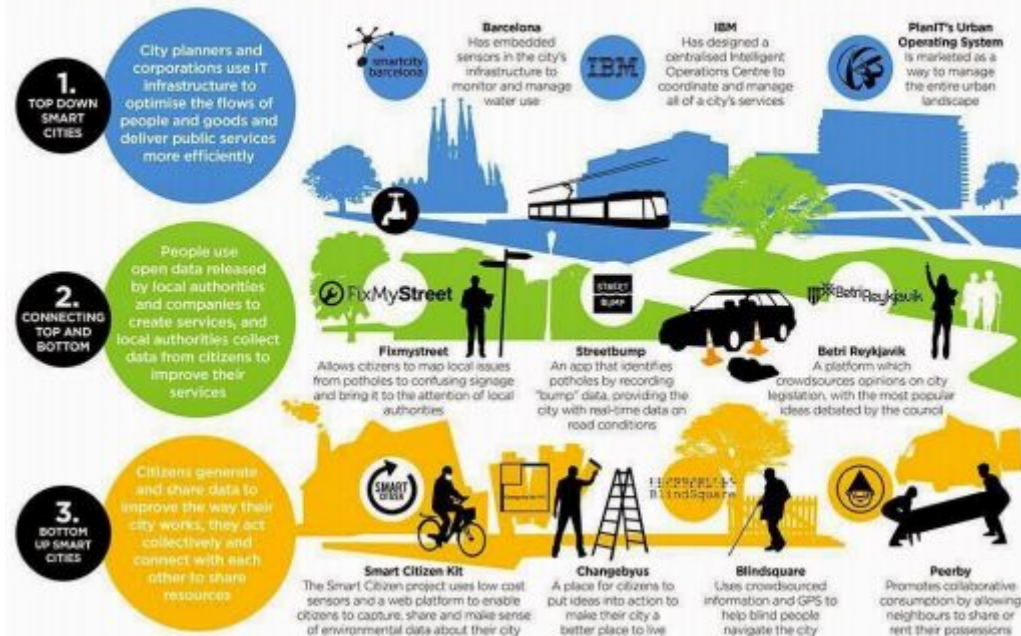 1.
TOP DOWN
SMART
CITIES
City planners and
corporations use IT
infrastructure to
optimise the flows of
people and goods and
deliver public services
more efficiently
smartcity
barcelona
Barcelona
Has embedded
sensors in the city's
infrastructure to
monitor and manage
water use
IBM
IBM
Has designed a
centralised Intelligent
Operations Centre to
coordinate and manage
all of a city's services
PlanIT's Urban
Operating System
Is marketed as a
way to manage
the entire urban
landscape
2.
CONNECTING
TOP AND
BOTTOM
People use
open data released
by local authorities
and companies to
create services, and
local authorities collect
data from citizens to
improve their
services
FixMyStreet
Fixmystreet
Allows citizens to map local issues
from potholes to confusing signage
and bring it to the attention of local
authorities
STREET
BUMP
Streetbump
An app that identifies
potholes by recording
"bump" data, providing the
city with real-time data on
road conditions
BetriReykjavik
Betri Reykjavik
A platform which
crowdsources opinions on city
legislation, with the most popular
ideas debated by the council
3.
BOTTOM
UP SMART
CITIES
Citizens generate
and share data to
improve the way their
city works, they act
collectively and
connect with each
other to share
resources
SMART
CITIZEN
Smart Citizen Kit
The Smart Citizen project uses low cost
sensors and a web platform to enable
citizens to capture, share and make sense
of environmental data about their city
Changebyus
A place for citizens to
put ideas into action to
make their city a
better place to live
BlindSquare
Blindsquare
Uses crowdsourced
information and GPS to
help blind people
navigate the city
Peerby
Promotes collaborative
consumption by allowing
neighbours to share or
rent their possessions